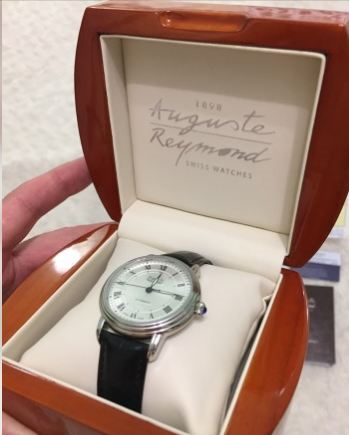 1898
Auguste
Reymond
SWISS WATCHES